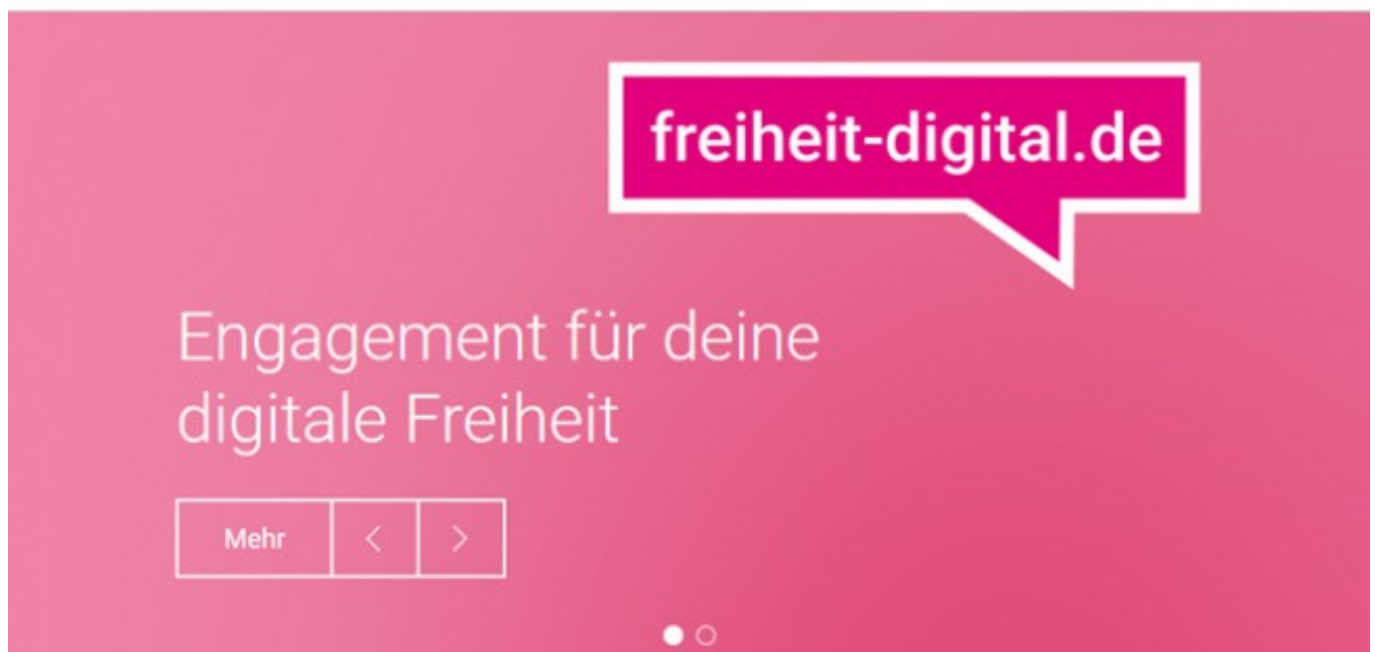 freiheit-digital.de
Engagement für deine
digitale Freiheit
Mehr